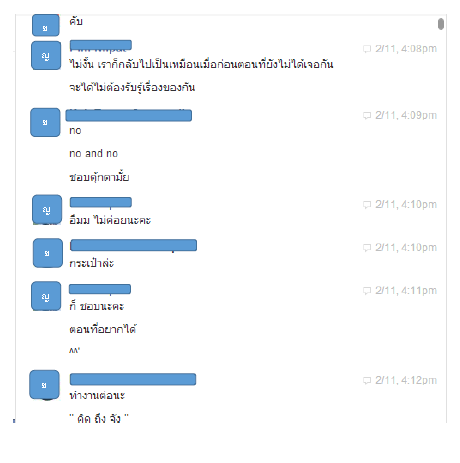 ช
คับ
ญ
2/11, 4:08pm
ไม่งั้น เราก็กลับไปเป็นเหมือนเมื่อก่อนตอนที่ยังไม่ได้เจอกัน
จะได้ไม่ต้องรับรู้เรื่องของกัน
ช
2/11, 4:09pm
no
no and no
ชอบตุ๊กตามั้ย
ญ
2/11, 4:10pm
อืมม ไม่ค่อยนะคะ
ช
2/11, 4:10pm
กระเป๋าล่ะ
ญ
2/11, 4:11pm
ก็ ชอบนะคะ
ตอนที่อยากได้
^^'
ช
2/11, 4:12pm
ทำงานต่อนะ
" คิด ถึง จัง "